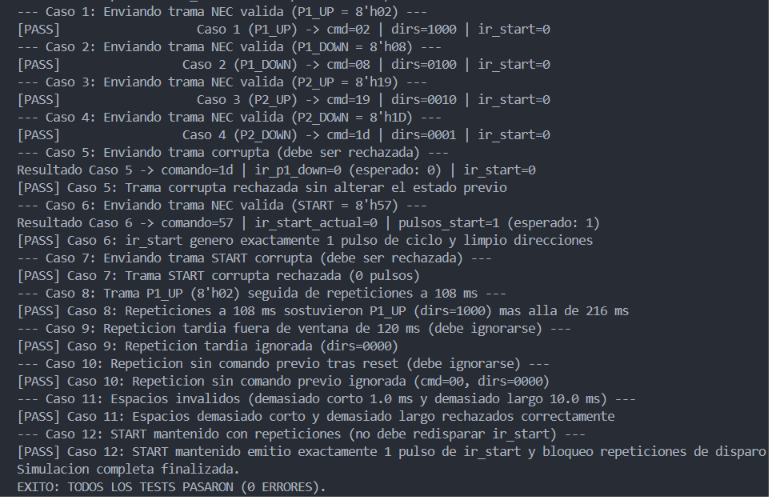 --- Caso 1: Enviando trama NEC valida (P1_UP = 8'h02) ---
[PASS]                 Caso 1 (P1_UP) -> cmd=02 | dirs=1000 | ir_start=0
--- Caso 2: Enviando trama NEC valida (P1_DOWN = 8'h08) ---
[PASS]               Caso 2 (P1_DOWN) -> cmd=08 | dirs=0100 | ir_start=0
--- Caso 3: Enviando trama NEC valida (P2_UP = 8'h19) ---
[PASS]                 Caso 3 (P2_UP) -> cmd=19 | dirs=0010 | ir_start=0
--- Caso 4: Enviando trama NEC valida (P2_DOWN = 8'h1D) ---
[PASS]               Caso 4 (P2_DOWN) -> cmd=1d | dirs=0001 | ir_start=0
--- Caso 5: Enviando trama corrupta (debe ser rechazada) ---
Resultado Caso 5 -> comando=1d | ir_p1_down=0 (esperado: 0) | ir_start=0
[PASS] Caso 5: Trama corrupta rechazada sin alterar el estado previo
--- Caso 6: Enviando trama NEC valida (START = 8'h57) ---
Resultado Caso 6 -> comando=57 | ir_start_actual=0 | pulsos_start=1 (esperado: 1)
[PASS] Caso 6: ir_start genero exactamente 1 pulso de ciclo y limpio direcciones
--- Caso 7: Enviando trama START corrupta (debe ser rechazada) ---
[PASS] Caso 7: Trama START corrupta rechazada (0 pulsos)
--- Caso 8: Trama P1_UP (8'h02) seguida de repeticiones a 108 ms ---
[PASS] Caso 8: Repeticiones a 108 ms sostuvieron P1_UP (dirs=1000) mas alla de 216 ms
--- Caso 9: Repeticion tardia fuera de ventana de 120 ms (debe ignorarse) ---
[PASS] Caso 9: Repeticion tardia ignorada (dirs=0000)
--- Caso 10: Repeticion sin comando previo tras reset (debe ignorarse) ---
[PASS] Caso 10: Repeticion sin comando previo ignorada (cmd=00, dirs=0000)
--- Caso 11: Espacios invalidos (demasiado corto 1.0 ms y demasiado largo 10.0 ms) ---
[PASS] Caso 11: Espacios demasiado corto y demasiado largo rechazados correctamente
--- Caso 12: START mantenido con repeticiones (no debe redisparar ir_start) ---
[PASS] Caso 12: START mantenido emitio exactamente 1 pulso de ir_start y bloqueo repeticiones de disparo
Simulacion completa finalizada.
EXITO: TODOS LOS TESTS PASARON (0 ERRORES).